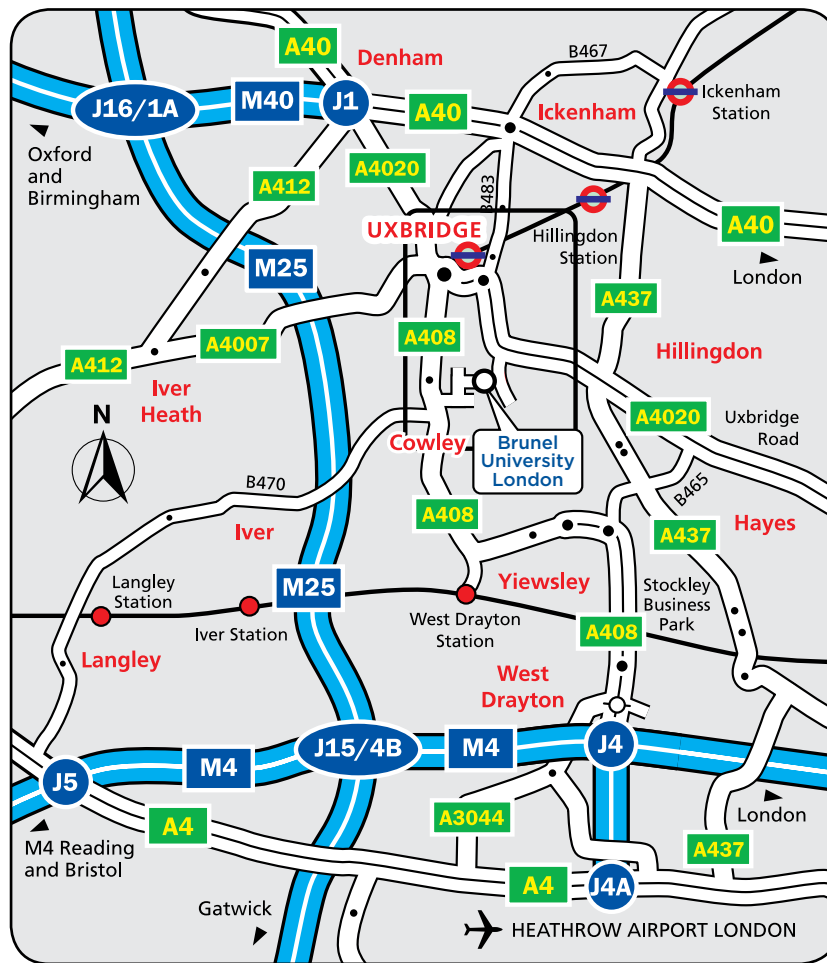 A40
Denham
B467
J16/1A
M40
J1
A40
Ickenham
Ickenham
Station
Oxford
and
Birmingham
A412
A4020
B483
A40
London
UXBRIDGE
Hillingdon
Station
M25
A437
A408
A412
A4007
Hillingdon
Iver
Heath
N
A4020
Uxbridge
Road
Cowley
Brunel
University
London
B470
B465
A408
A437
Hayes
Iver
Langley
Station
M25
Yiewsley
Stockley
Business
Park
Iver Station
West Drayton
Station
A408
Langley
West
Drayton
J15/4B
M4
J4
M4
J5
London
A3044
A4
A437
M4 Reading
and Bristol
A4
J4A
Gatwick
HEATHROW AIRPORT LONDON